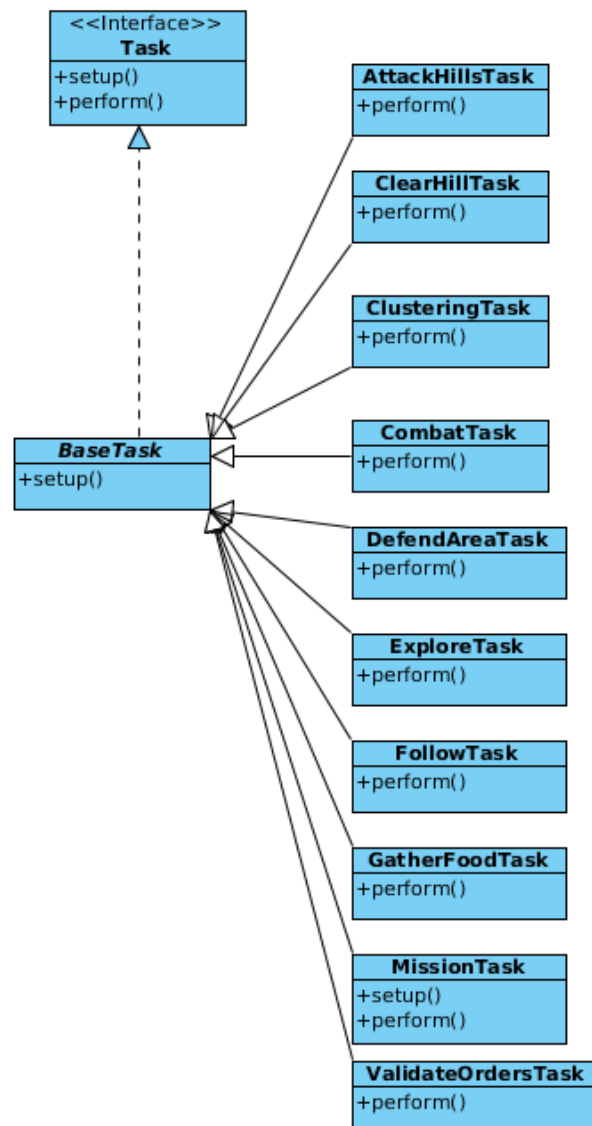 <<Interface>>
Task
+setup()
+perform()
BaseTask
+setup()
AttackHillsTask
+perform()
ClearHillTask
+perform()
ClusteringTask
+perform()
CombatTask
+perform()
DefendAreaTask
+perform()
ExploreTask
+perform()
FollowTask
+perform()
GatherFoodTask
+perform()
MissionTask
+setup()
+perform()
ValidateOrdersTask
+perform()